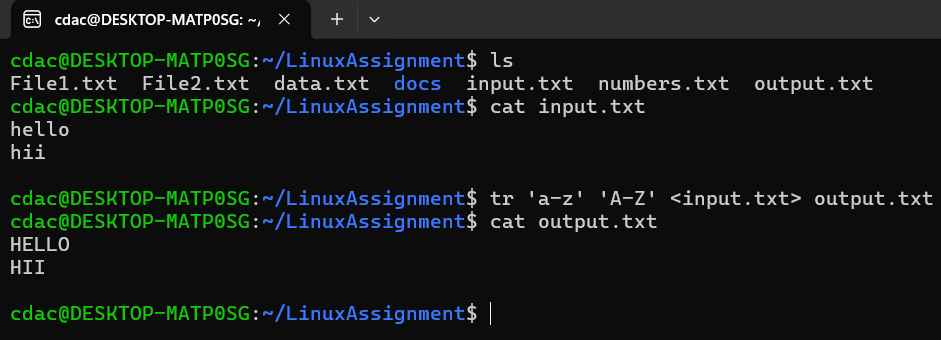 cdac@DESKTOP-MATP0SG: ~/
cdac@DESKTOP-MATP0SG:~/LinuxAssignment$ ls
File1.txt  File2.txt  data.txt  docs  input.txt  numbers.txt  output.txt
cdac@DESKTOP-MATP0SG:~/LinuxAssignment$ cat input.txt
hello
hii
cdac@DESKTOP-MATP0SG:~/LinuxAssignment$ tr 'a-z' 'A-Z' <input.txt> output.txt
cdac@DESKTOP-MATP0SG:~/LinuxAssignment$ cat output.txt
HELLO
HII
cdac@DESKTOP-MATP0SG:~/LinuxAssignment$